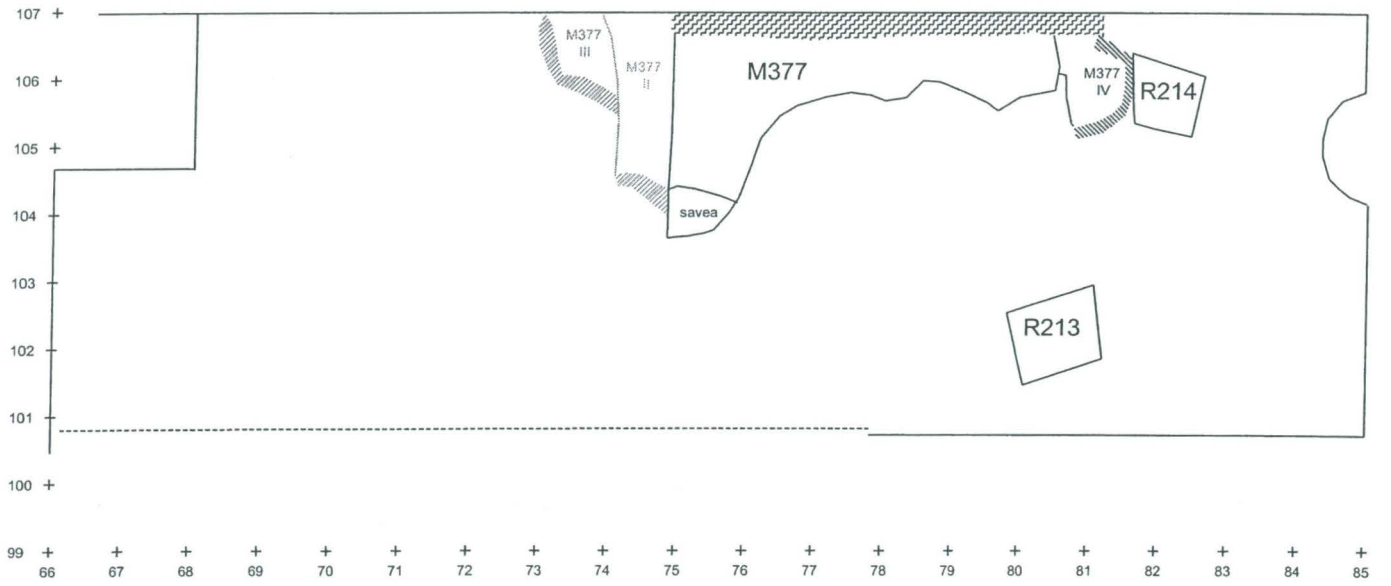 107 +
M377
III
M377
II
M377
M377
IV
R214
106 +
105 +
savea
104 +
103 +
R213
102 +
101 +
100 +
99 + + + + + + + + + + + + + + + + + + + +
66 67 68 69 70 71 72 73 74 75 76 77 78 79 80 81 82 83 84 85